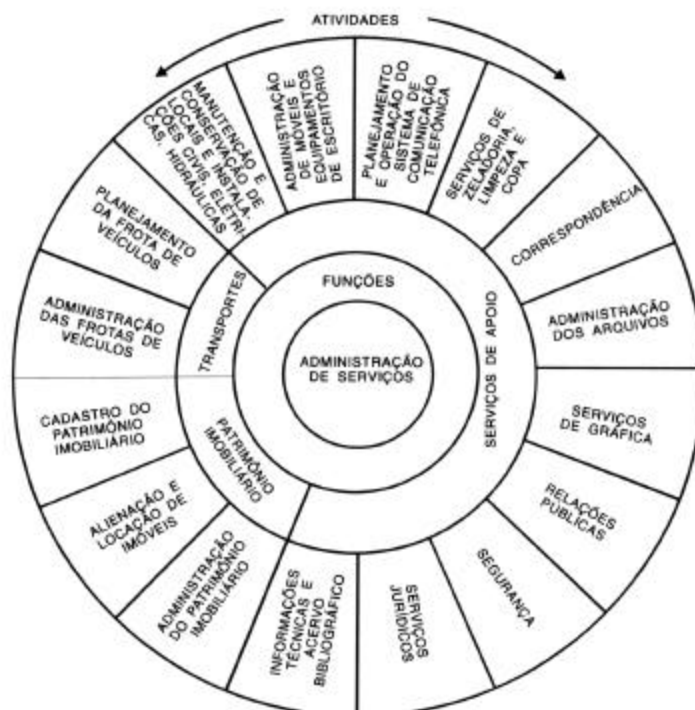 ATIVIDADES
MANUTENÇÃO E
CONSERVAÇÃO DE
LOCAIS E INSTALA.
ÇÕES CIVIS, ELÉTRI.
CAS, HIDRÁULICAS
ADMINISTRAÇÃO
DE MÓVEIS E
EQUIPAMENTOS
DE ESCRITÓRIO
PLANEJAMENTO
E OPERAÇÃO DO
SISTEMA DE
COMUNICAÇÃO
TELEFÔNICA
SERVIÇOS DE
ZELADORIA,
LIMPEZA E
COPA
CORRESPONDÊNCIA
ADMINISTRAÇÃO
DOS ARQUIVOS
SERVIÇOS
DE GRÁFICA
RELAÇÕES
PÚBLICAS
SEGURANÇA
SERVIÇOS
JURÍDICOS
INFORMAÇÕES
TÉCNICAS E
ACERVO
BIBLIOGRÁFICO
ADMINISTRAÇÃO
DO PATRIMÔNIO
IMOBILIÁRIO
ALIENAÇÃO E
LOCAÇÃO DE
IMÓVEIS
CADASTRO DO
PATRIMÔNIO
IMOBILIÁRIO
ADMINISTRAÇÃO
DAS FROTAS DE
VEÍCULOS
PLANEJAMENTO
DA FROTA DE
VEÍCULOS
TRANSPORTES
PATRIMÔNIO
IMOBILIÁRIO
SERVIÇOS DE APOIO
FUNÇÕES
ADMINISTRAÇÃO
DE SERVIÇOS